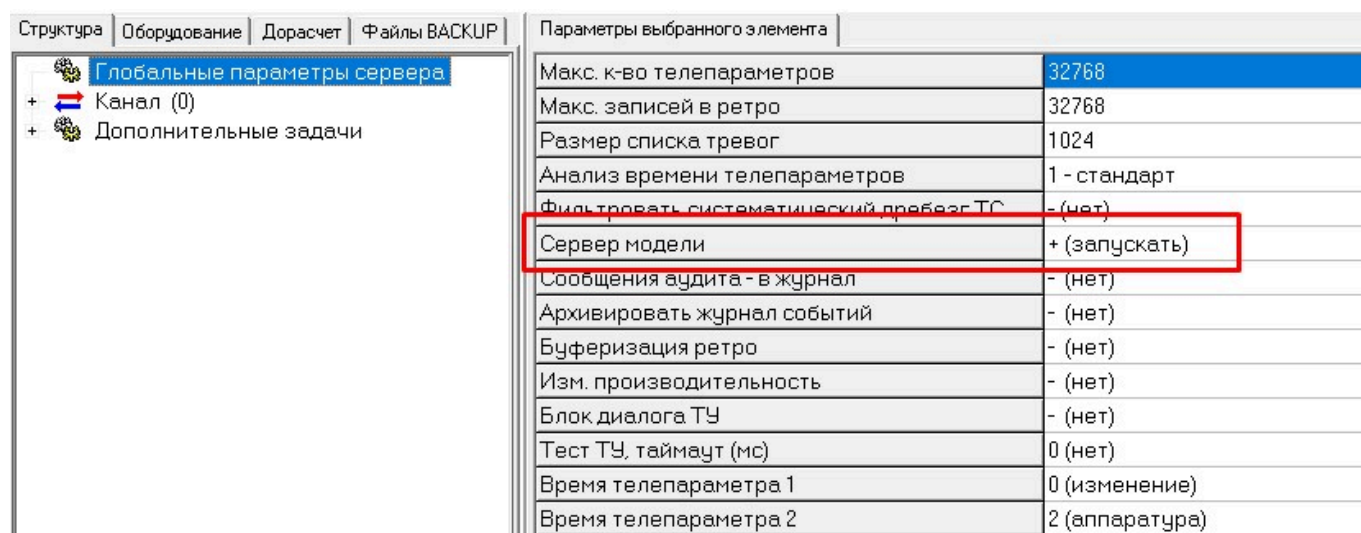 Структура Оборудование Дорасчет Файлы BACKUP
Глобальные параметры сервера
+ Канал (0)
+ Дополнительные задачи
Параметры выбранного элемента
Макс. к-во телепараметров 32768
Макс. записей в ретро 32768
Размер списка тревог 1024
Анализ времени телепараметров 1 - стандарт
Фильтровать систематический дребезг ТС - (нет)
Сервер модели + (запускать)
Сообщения аудита - в журнал - (нет)
Архивировать журнал событий - (нет)
Буферизация ретро - (нет)
Изм. производительность - (нет)
Блок диалога ТУ - (нет)
Тест ТУ, таймаут (мс) 0 (нет)
Время телепараметра 1 0 (изменение)
Время телепараметра 2 2 (аппаратура)